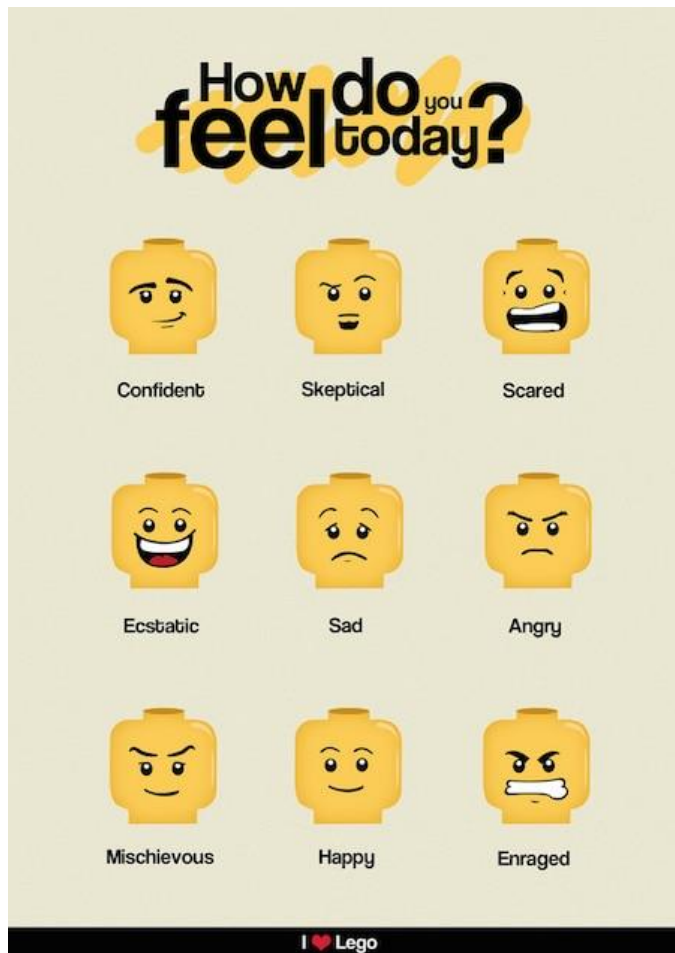 How do you
feel today?
Confident Skeptical Scared
Ecstatic Sad Angry
Mischievous Happy Enraged
I ❤ Lego